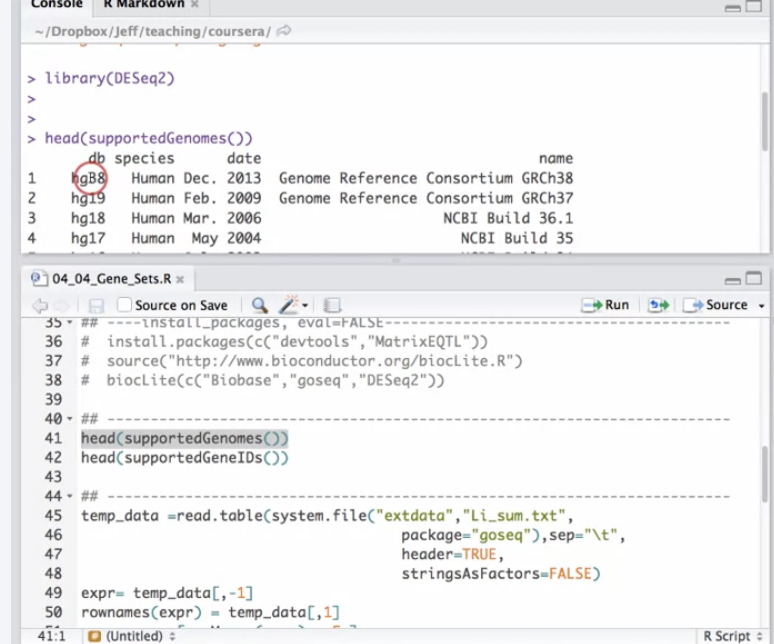 Console R Markdown ×
~/Dropbox/Jeff/teaching/coursera/
> library(DESeq2)
>
>
> head(supportedGenomes())
db species date name
1 hg38 Human Dec. 2013 Genome Reference Consortium GRCh38
2 hg19 Human Feb. 2009 Genome Reference Consortium GRCh37
3 hg18 Human Mar. 2006 NCBI Build 36.1
4 hg17 Human May 2004 NCBI Build 35
04_04_Gene_Sets.R ×
Source on Save Run Source
35 ## ----install_packages, eval=FALSE----------------------------------------
36 # install.packages(c("devtools","MatrixEQTL"))
37 # source("http://www.bioconductor.org/biocLite.R")
38 # biocLite(c("Biobase","goseq","DESeq2"))
39
40 ## ------------------------------------------------------------------------
41 head(supportedGenomes())
42 head(supportedGeneIDs())
43
44 ## ------------------------------------------------------------------------
45 temp_data =read.table(system.file("extdata","Li_sum.txt",
46 package="goseq"),sep="\t",
47 header=TRUE,
48 stringsAsFactors=FALSE)
49 expr= temp_data[,-1]
50 rownames(expr) = temp_data[,1]
41:1 (Untitled) R Script